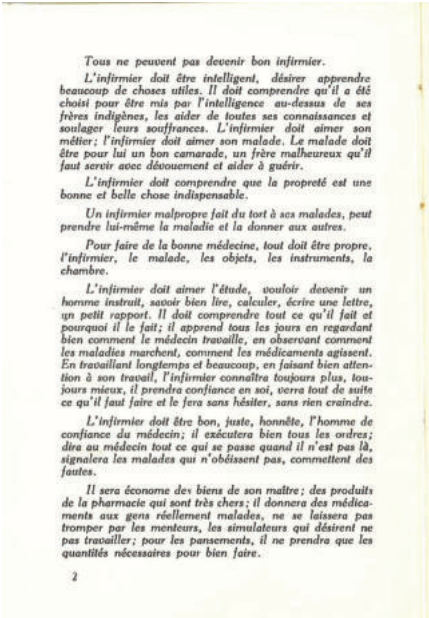 Tous ne peuvent pas devenir bon infirmier.
L'infirmier doit être intelligent, désirer apprendre
beaucoup de choses utiles. Il doit comprendre qu'il a été
choisi pour être mis par l'intelligence au-dessus de ses
frères indigènes, les aider de toutes ses connaissances et
soulager leurs souffrances. L'infirmier doit aimer son
métier; l'infirmier doit aimer son malade. Le malade doit
être pour lui un bon camarade, un frère malheureux qu'il
faut servir avec dévouement et aider à guérir.
L'infirmier doit comprendre que la propreté est une
bonne et belle chose indispensable.
Un infirmier malpropre fait du tort à ses malades, peut
prendre lui-même la maladie et la donner aux autres.
Pour faire de la bonne médecine, tout doit être propre,
l'infirmier, le malade, les objets, les instruments, la
chambre.
L'infirmier doit aimer l'étude, vouloir devenir un
homme instruit, savoir bien lire, calculer, écrire une lettre,
un petit rapport. Il doit comprendre tout ce qu'il fait et
pourquoi il le fait; il apprend tous les jours en regardant
bien comment le médecin travaille, en observant comment
les maladies marchent, comment les médicaments agissent.
En travaillant longtemps et beaucoup, en faisant bien atten-
tion à son travail, l'infirmier connaîtra toujours plus, tou-
jours mieux, il prendra confiance en soi, verra tout de suite
ce qu'il faut faire et le fera sans hésiter, sans rien craindre.
L'infirmier doit être bon, juste, honnête, l'homme de
confiance du médecin; il exécutera bien tous les ordres;
dira au médecin tout ce qui se passe quand il n'est pas là,
signalera les malades qui n'obéissent pas, commettent des
fautes.
Il sera économe des biens de son maître; des produits
de la pharmacie qui sont très chers; il donnera des médica-
ments aux gens réellement malades, ne se laissera pas
tromper par les menteurs, les simulateurs qui désirent ne
pas travailler; pour les pansements, il ne prendra que les
quantités nécessaires pour bien faire.
2